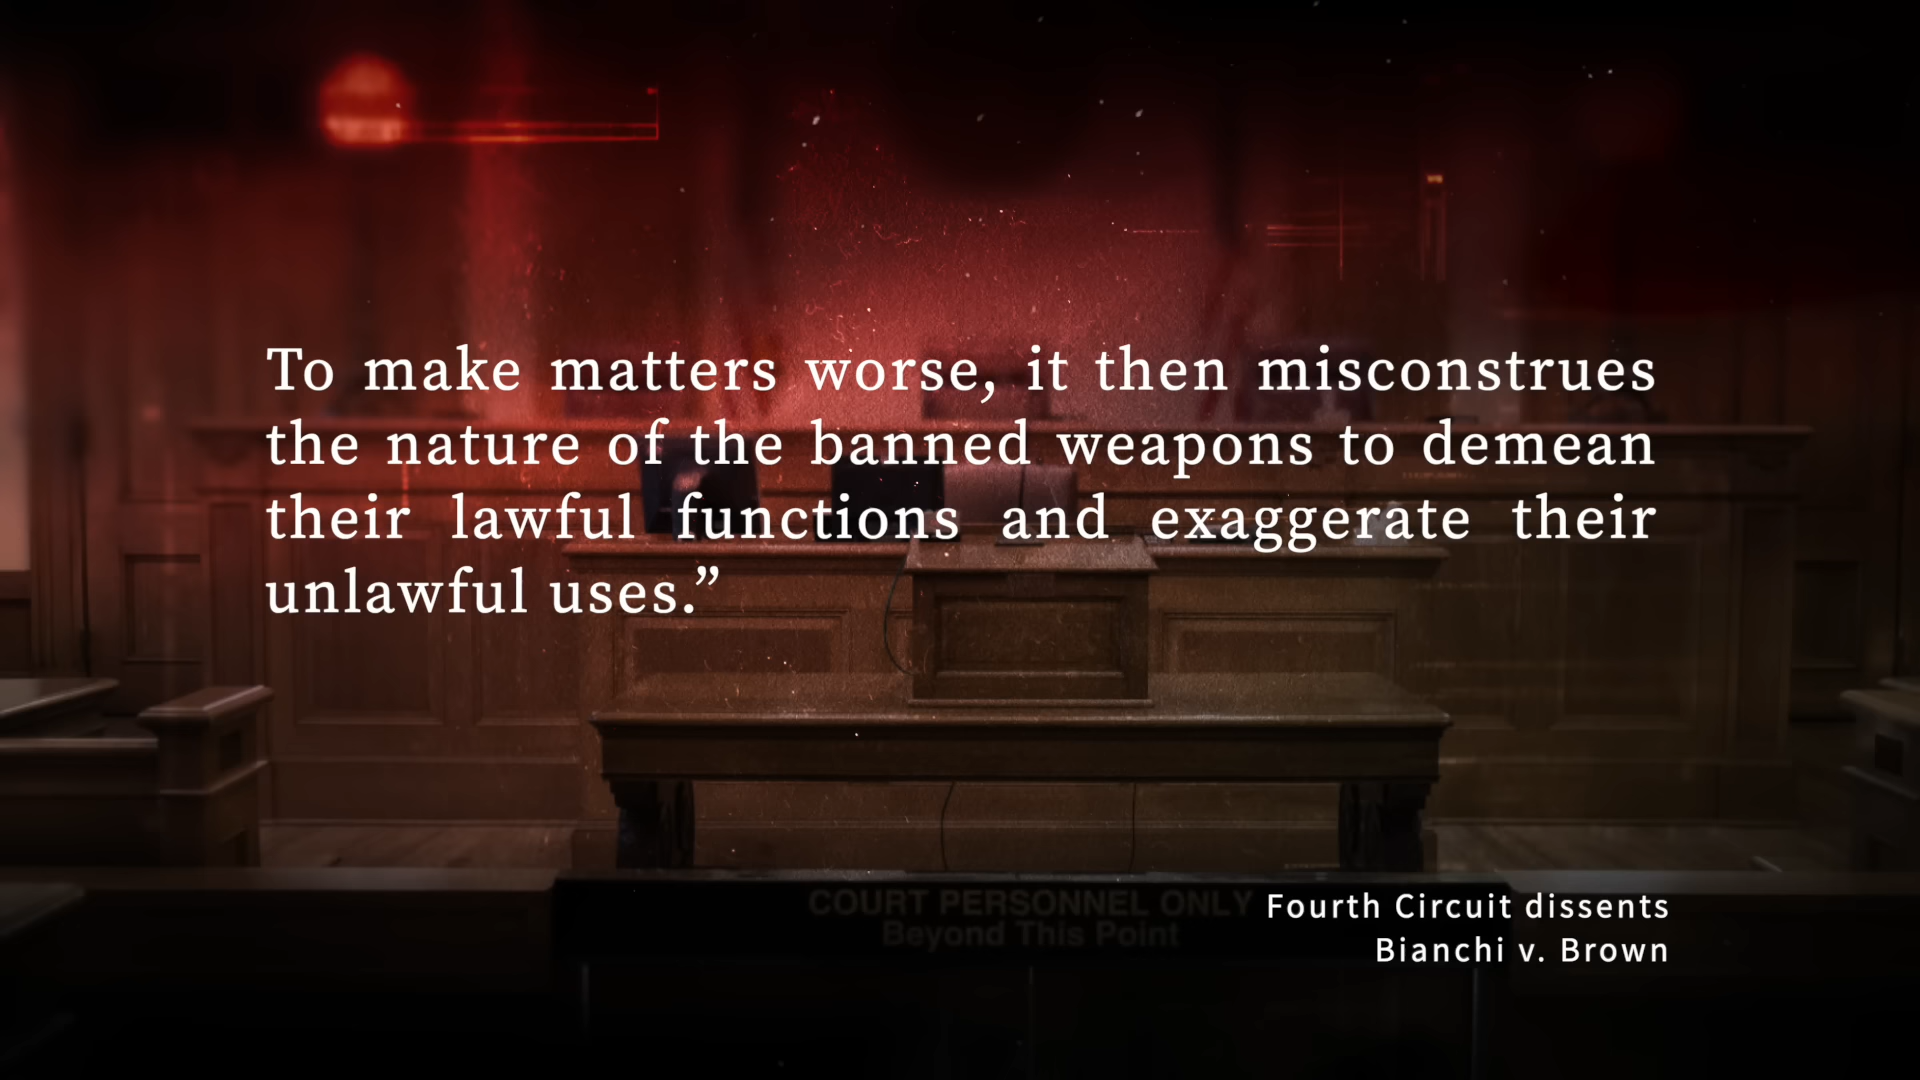 To make matters worse, it then misconstrues
the nature of the banned weapons to demean
their lawful functions and exaggerate their
unlawful uses.”
COURT PERSONNEL ONLY
Beyond This Point
Fourth Circuit dissents
Bianchi v. Brown